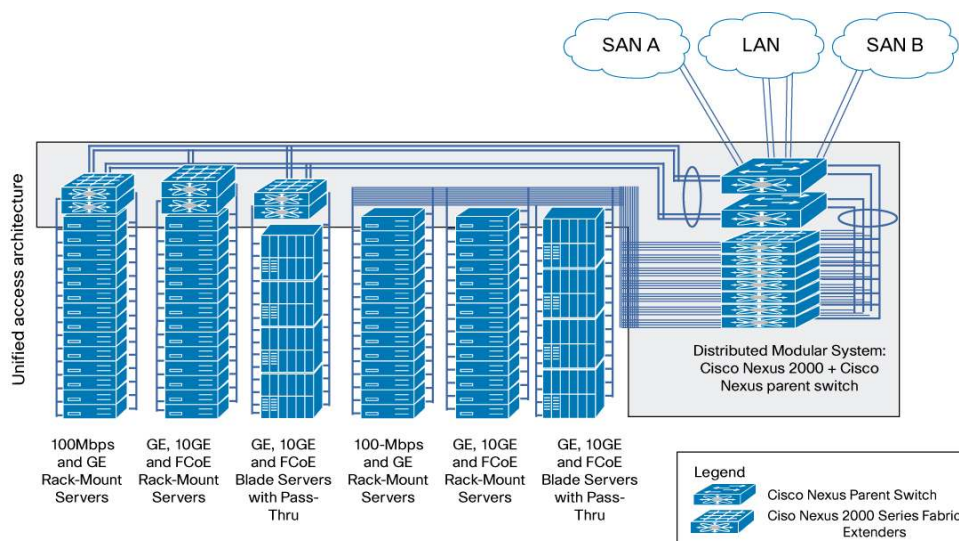 SAN A
LAN
SAN B
Unified access architecture
Distributed Modular System:
Cisco Nexus 2000 + Cisco
Nexus parent switch
100Mbps
and GE
Rack-Mount
Servers
GE, 10GE
and FCoE
Rack-Mount
Servers
GE, 10GE
and FCoE
Blade Servers
with Pass-
Thru
100-Mbps
and GE
Rack-Mount
Servers
GE, 10GE
and FCoE
Rack-Mount
Servers
GE, 10GE
and FCoE
Blade Servers
with Pass-
Thru
Legend
Cisco Nexus Parent Switch
Ciso Nexus 2000 Series Fabric
Extenders